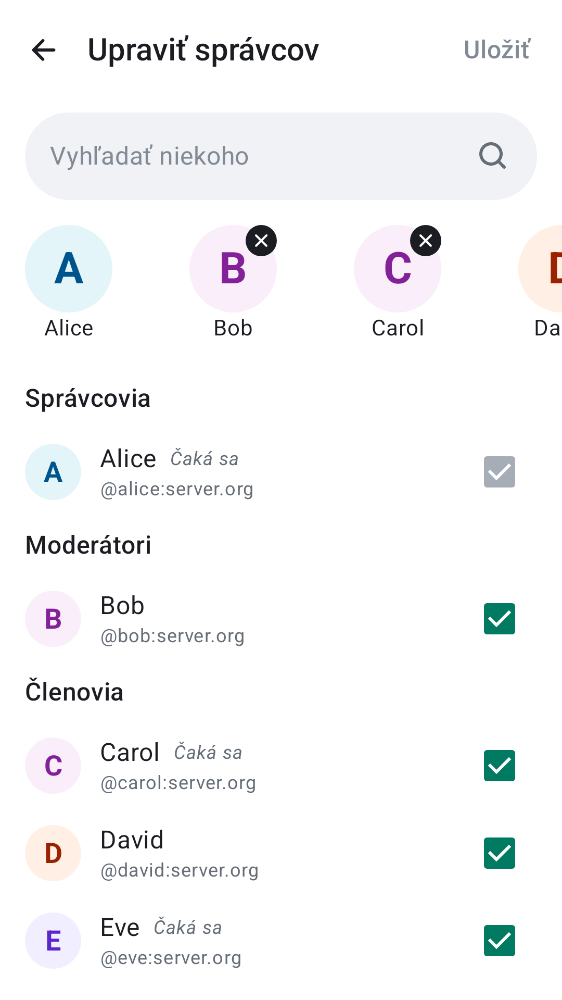 Upraviť správcov
Uložiť
Vyhľadať niekoho
A
B
C
Alice
Bob
Carol
Da
Správcovia
A
Alice Čaká sa
@alice:server.org
Moderátori
B
Bob
@bob:server.org
Členovia
C
Carol Čaká sa
@carol:server.org
D
David
@david:server.org
E
Eve Čaká sa
@eve:server.org